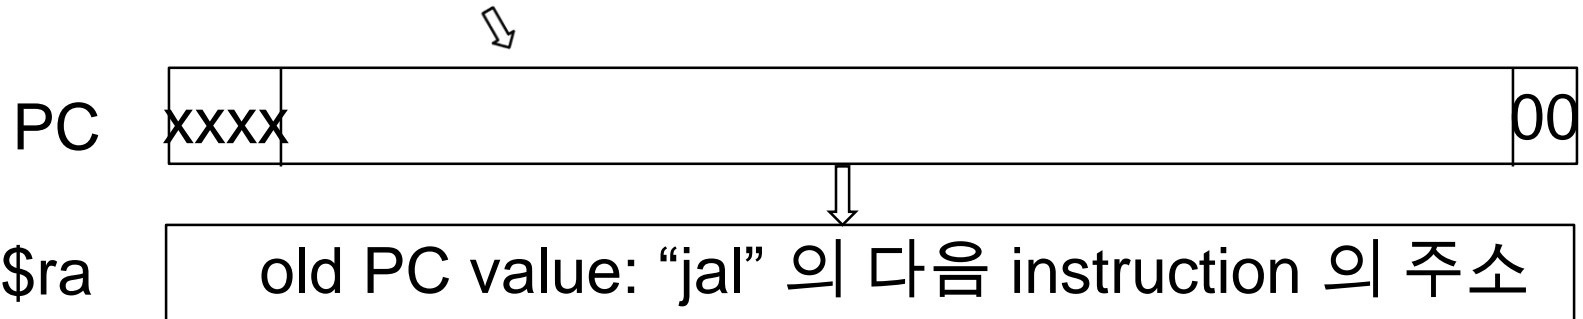 PC xxxx 00
$ra old PC value: “jal” 의 다음 instruction 의 주소